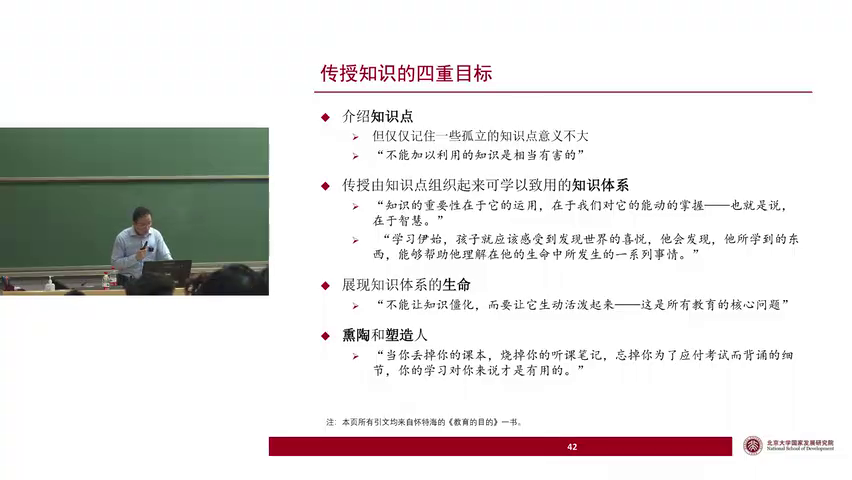 传授知识的四重目标
介绍知识点
但仅仅记住一些孤立的知识点意义不大
“不能加以利用的知识是相当有害的”
传授由知识点组织起来可学以致用的知识体系
“知识的重要性在于它的运用，在于我们对它的能动的掌握——也就是说，
在于智慧。”
“学习伊始，孩子就应该感受到发现世界的喜悦，他会发现，他所学到的东
西，能够帮助他理解在他的生命中所发生的一系列事情。”
展现知识体系的生命
“不能让知识僵化，而要让它生动活泼起来——这是所有教育的核心问题”
熏陶和塑造人
“当你丢掉你的课本，烧掉你的听课笔记，忘掉你为了应付考试而背诵的细
节，你的学习对你来说才是有用的。”
注：本页所有引文均来自怀特海的《教育的目的》一书。
42
北京大学国家发展研究院
National School of Development